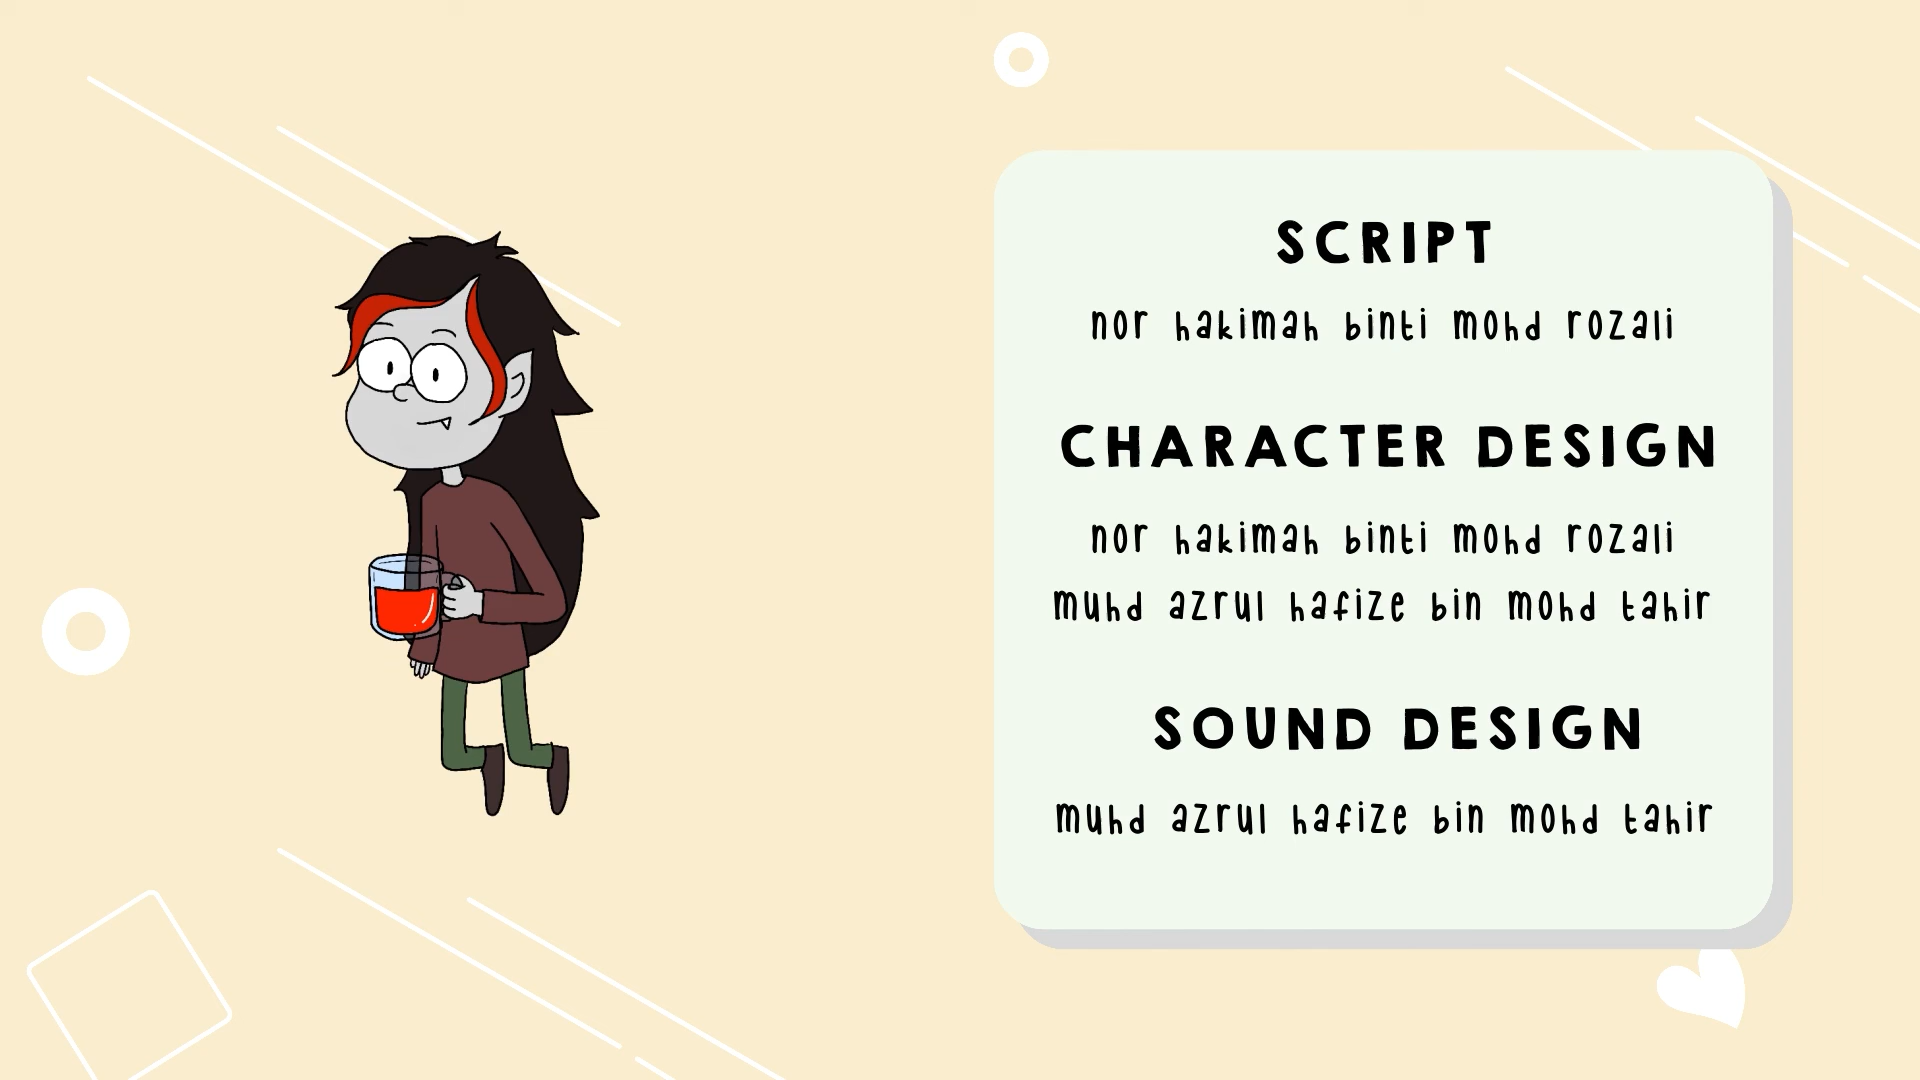 SCRIPT
nor hakimah binti mohd rozali
CHARACTER DESIGN
nor hakimah binti mohd rozali
muhd azrul hafize bin mohd tahir
SOUND DESIGN
muhd azrul hafize bin mohd tahir